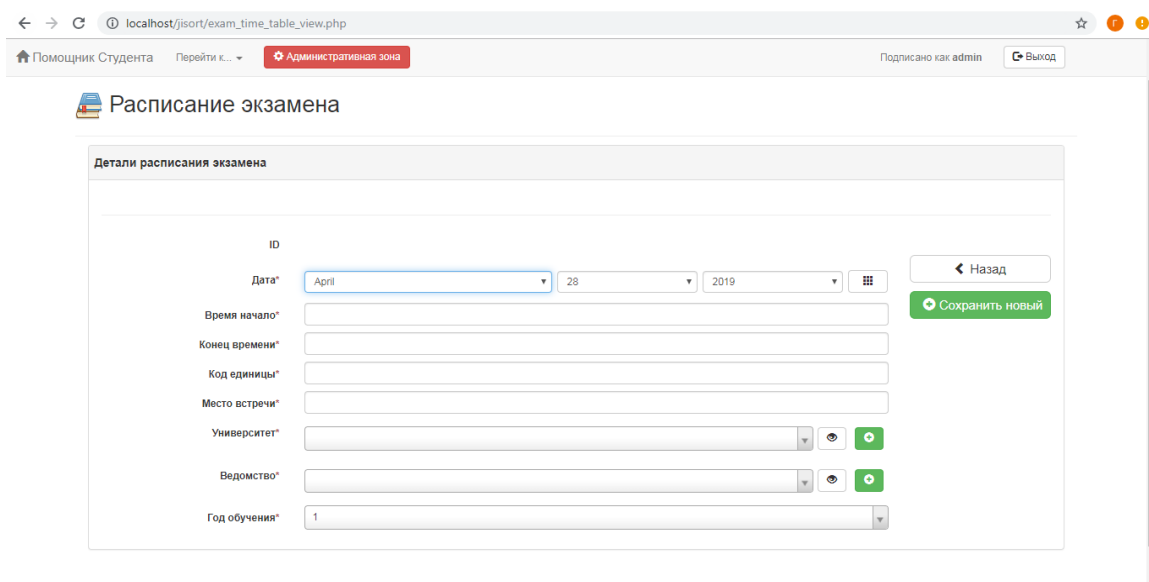 localhost/jisort/exam_time_table_view.php
Г
Помощник Студента Перейти к... Административная зона Подписано как admin Выход
Расписание экзамена
Детали расписания экзамена
ID
Назад
Дата* April 28 2019
Сохранить новый
Время начало*
Конец времени*
Код единицы*
Место встречи*
Университет*
Ведомство*
Год обучения* 1